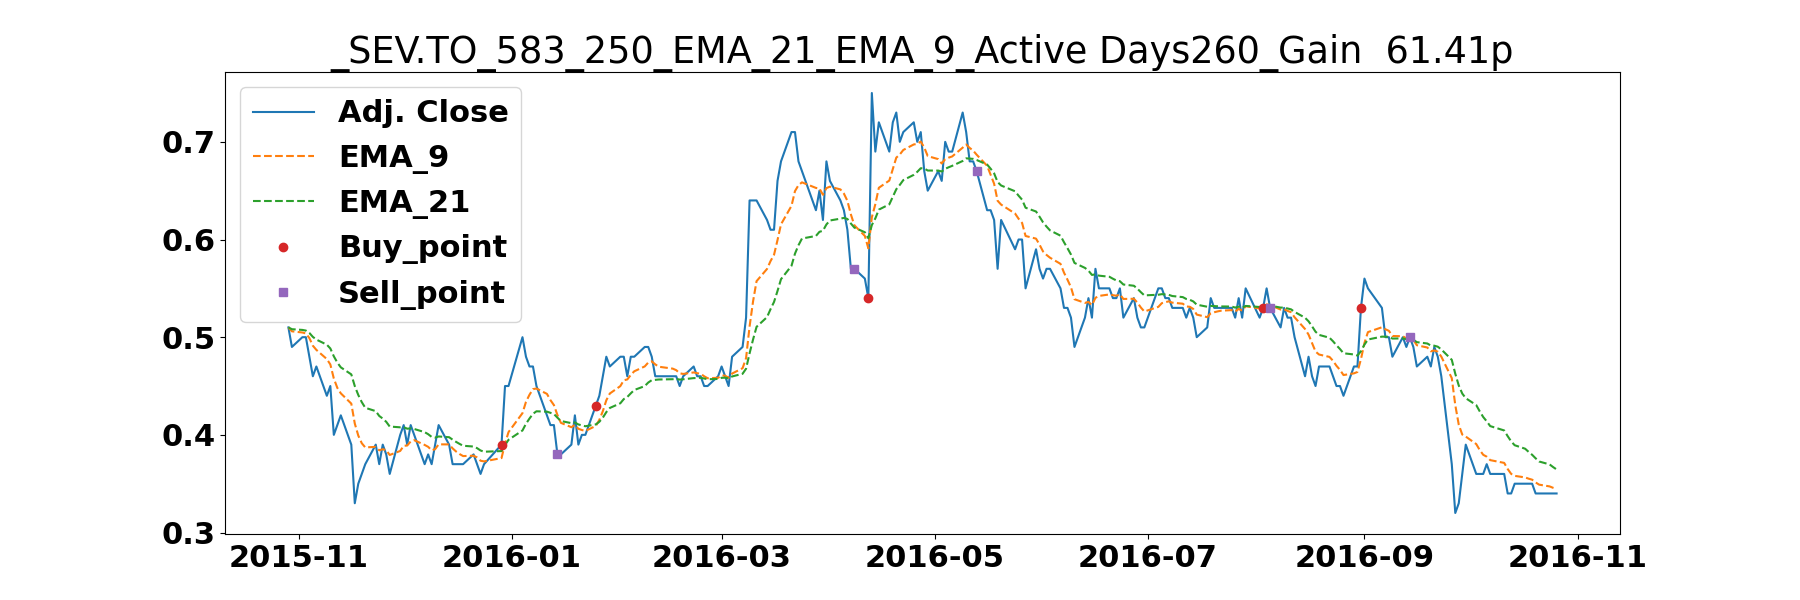 _SEV.TO_583_250_EMA_21_EMA_9_Active Days260_Gain  61.41p
Adj. Close
EMA_9
EMA_21
Buy_point
Sell_point
0.7
0.6
0.5
0.4
0.3
2015-11 2016-01 2016-03 2016-05 2016-07 2016-09 2016-11